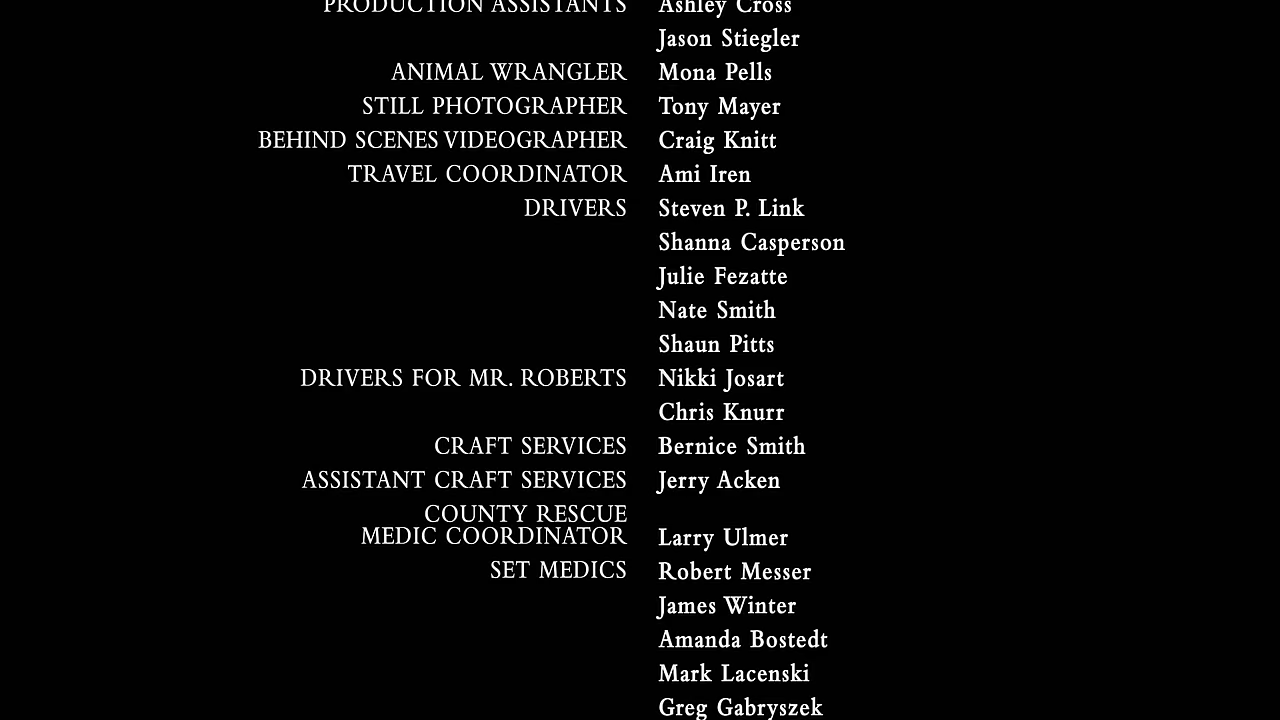 PRODUCTION ASSISTANTS Ashley Cross
Jason Stiegler
ANIMAL WRANGLER Mona Pells
STILL PHOTOGRAPHER Tony Mayer
BEHIND SCENES VIDEOGRAPHER Craig Knitt
TRAVEL COORDINATOR Ami Iren
DRIVERS Steven P. Link
Shanna Casperson
Julie Fezatte
Nate Smith
Shaun Pitts
DRIVERS FOR MR. ROBERTS Nikki Josart
Chris Knurr
CRAFT SERVICES Bernice Smith
ASSISTANT CRAFT SERVICES Jerry Acken
COUNTY RESCUE
MEDIC COORDINATOR Larry Ulmer
SET MEDICS Robert Messer
James Winter
Amanda Bostedt
Mark Lacenski
Greg Gabryszek